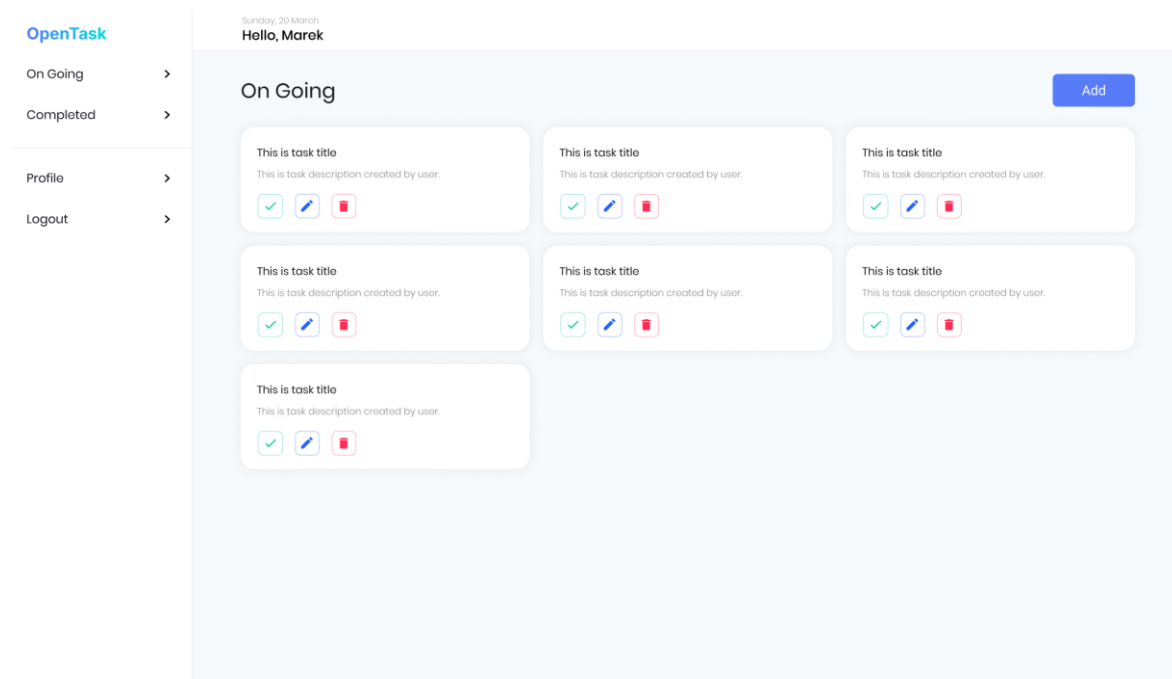 OpenTask
On Going
Completed
Profile
Logout
Sunday, 20 March
Hello, Marek
On Going
Add
This is task title
This is task description created by user.
This is task title
This is task description created by user.
This is task title
This is task description created by user.
This is task title
This is task description created by user.
This is task title
This is task description created by user.
This is task title
This is task description created by user.
This is task title
This is task description created by user.